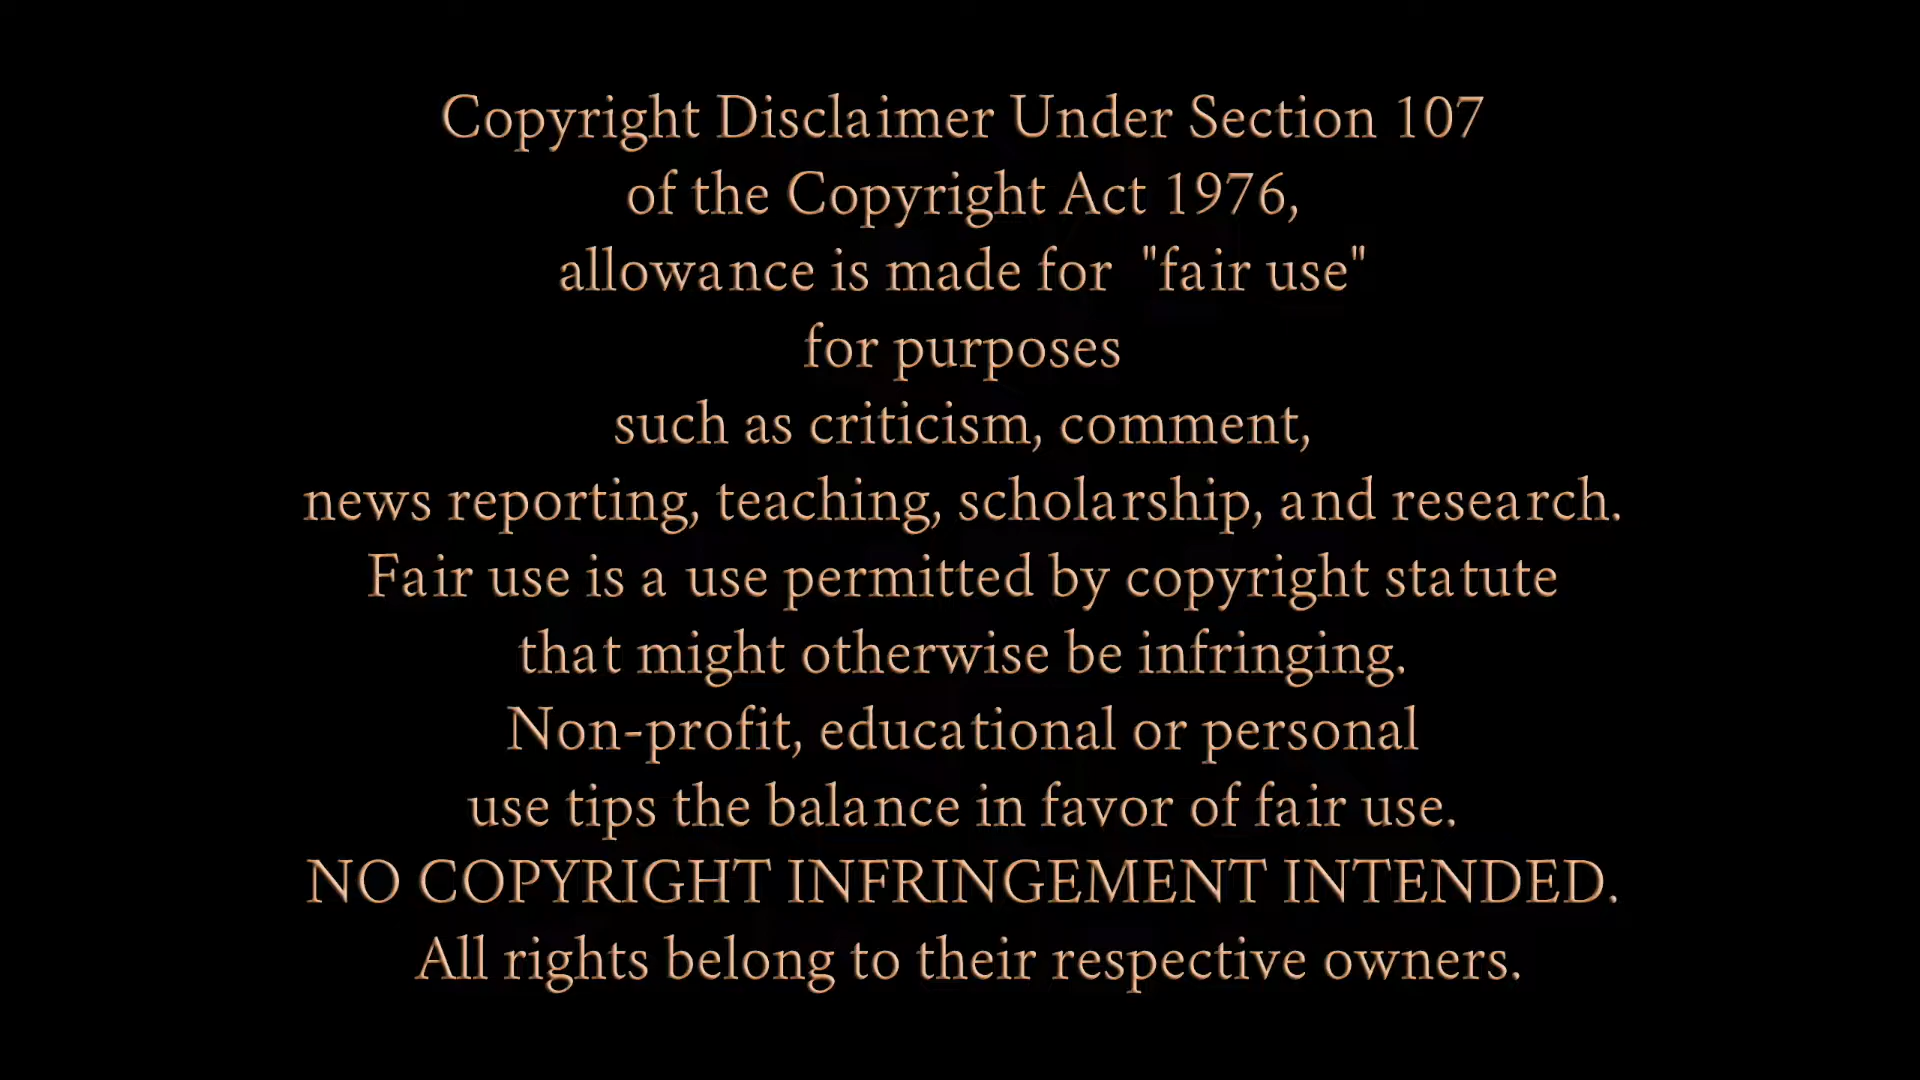 Copyright Disclaimer Under Section 107
of the Copyright Act 1976,
allowance is made for "fair use"
for purposes
such as criticism, comment,
news reporting, teaching, scholarship, and research.
Fair use is a use permitted by copyright statute
that might otherwise be infringing.
Non-profit, educational or personal
use tips the balance in favor of fair use.
NO COPYRIGHT INFRINGEMENT INTENDED.
All rights belong to their respective owners.